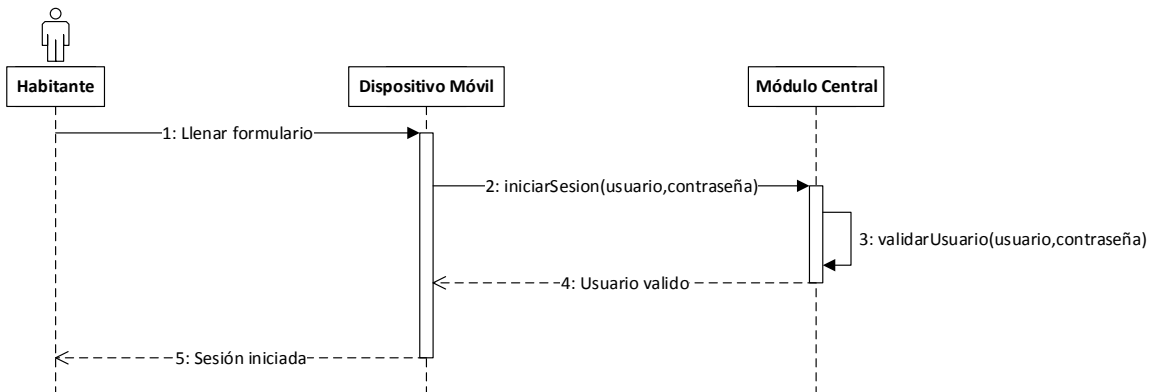 Habitante
Dispositivo Móvil
Módulo Central
1: Llenar formulario
2: iniciarSesion(usuario,contraseña)
3: validarUsuario(usuario,contraseña)
4: Usuario valido
5: Sesión iniciada